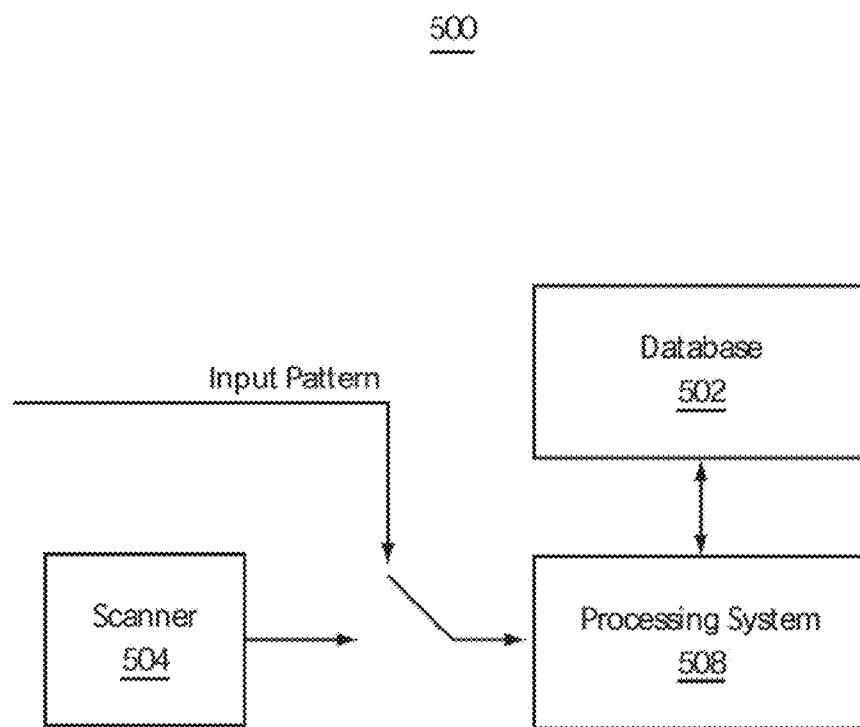 500
Database
502
Input Pattern
Scanner
504
Processing System
508